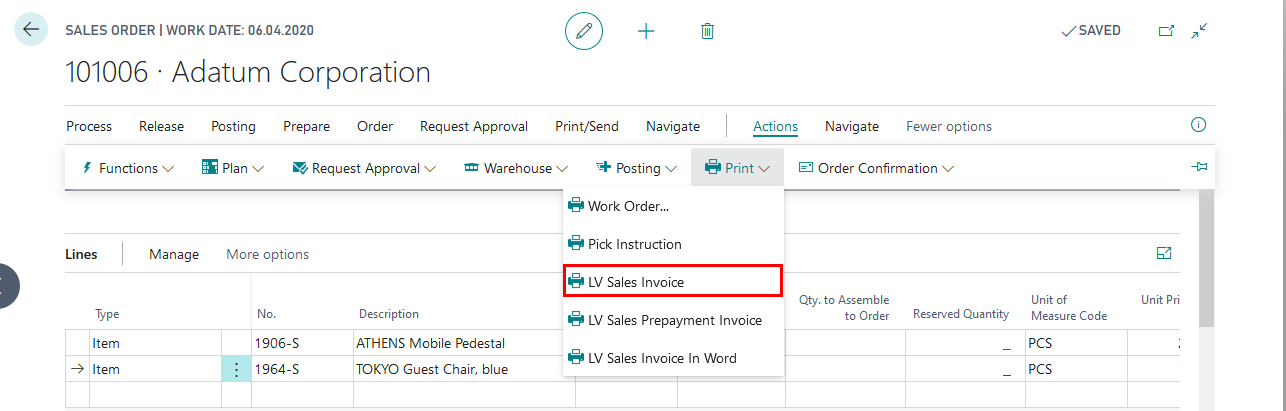 SALES ORDER | WORK DATE: 06.04.2020
SAVED
101006 · Adatum Corporation
Process Release Posting Prepare Order Request Approval Print/Send Navigate Actions Navigate Fewer options
Functions Plan Request Approval Warehouse Posting Print Order Confirmation
Work Order...
Pick Instruction
LV Sales Invoice
LV Sales Prepayment Invoice
LV Sales Invoice In Word
Lines Manage More options
Type No. Description Qty. to Assemble to Order Reserved Quantity Unit of Measure Code Unit Pri
Item 1906-S ATHENS Mobile Pedestal _ PCS
Item 1964-S TOKYO Guest Chair, blue _ PCS